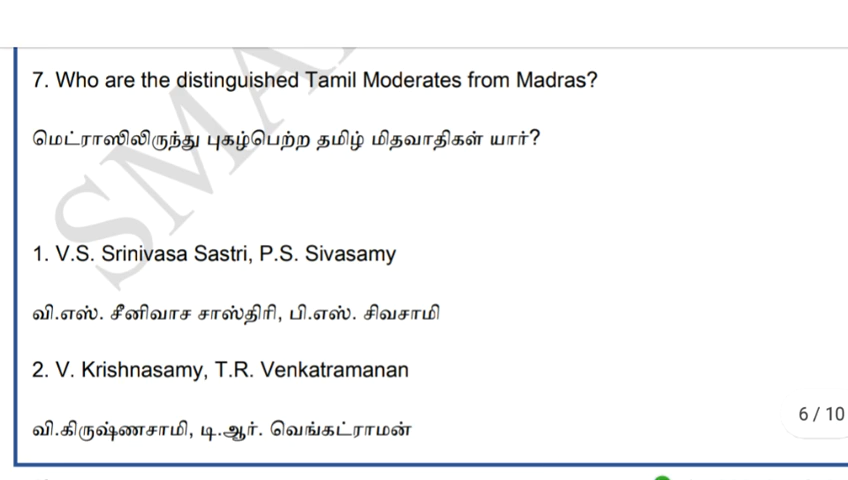 7. Who are the distinguished Tamil Moderates from Madras?
மெட்ராஸிலிருந்து புகழ்பெற்ற தமிழ் மிதவாதிகள் யார்?
1. V.S. Srinivasa Sastri, P.S. Sivasamy
வி.எஸ். சீனிவாச சாஸ்திரி, பி.எஸ். சிவசாமி
2. V. Krishnasamy, T.R. Venkatramanan
6 / 10
வி.கிருஷ்ணசாமி, டி.ஆர். வெங்கட்ராமன்